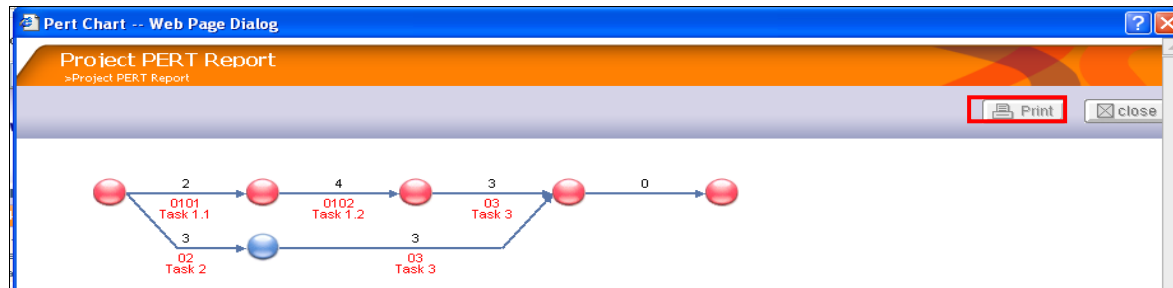 Pert Chart -- Web Page Dialog
Project PERT Report
>Project PERT Report
Print
close
2
4
3
0
0101
0102
03
Task 1.1
Task 1.2
Task 3
3
3
02
03
Task 2
Task 3